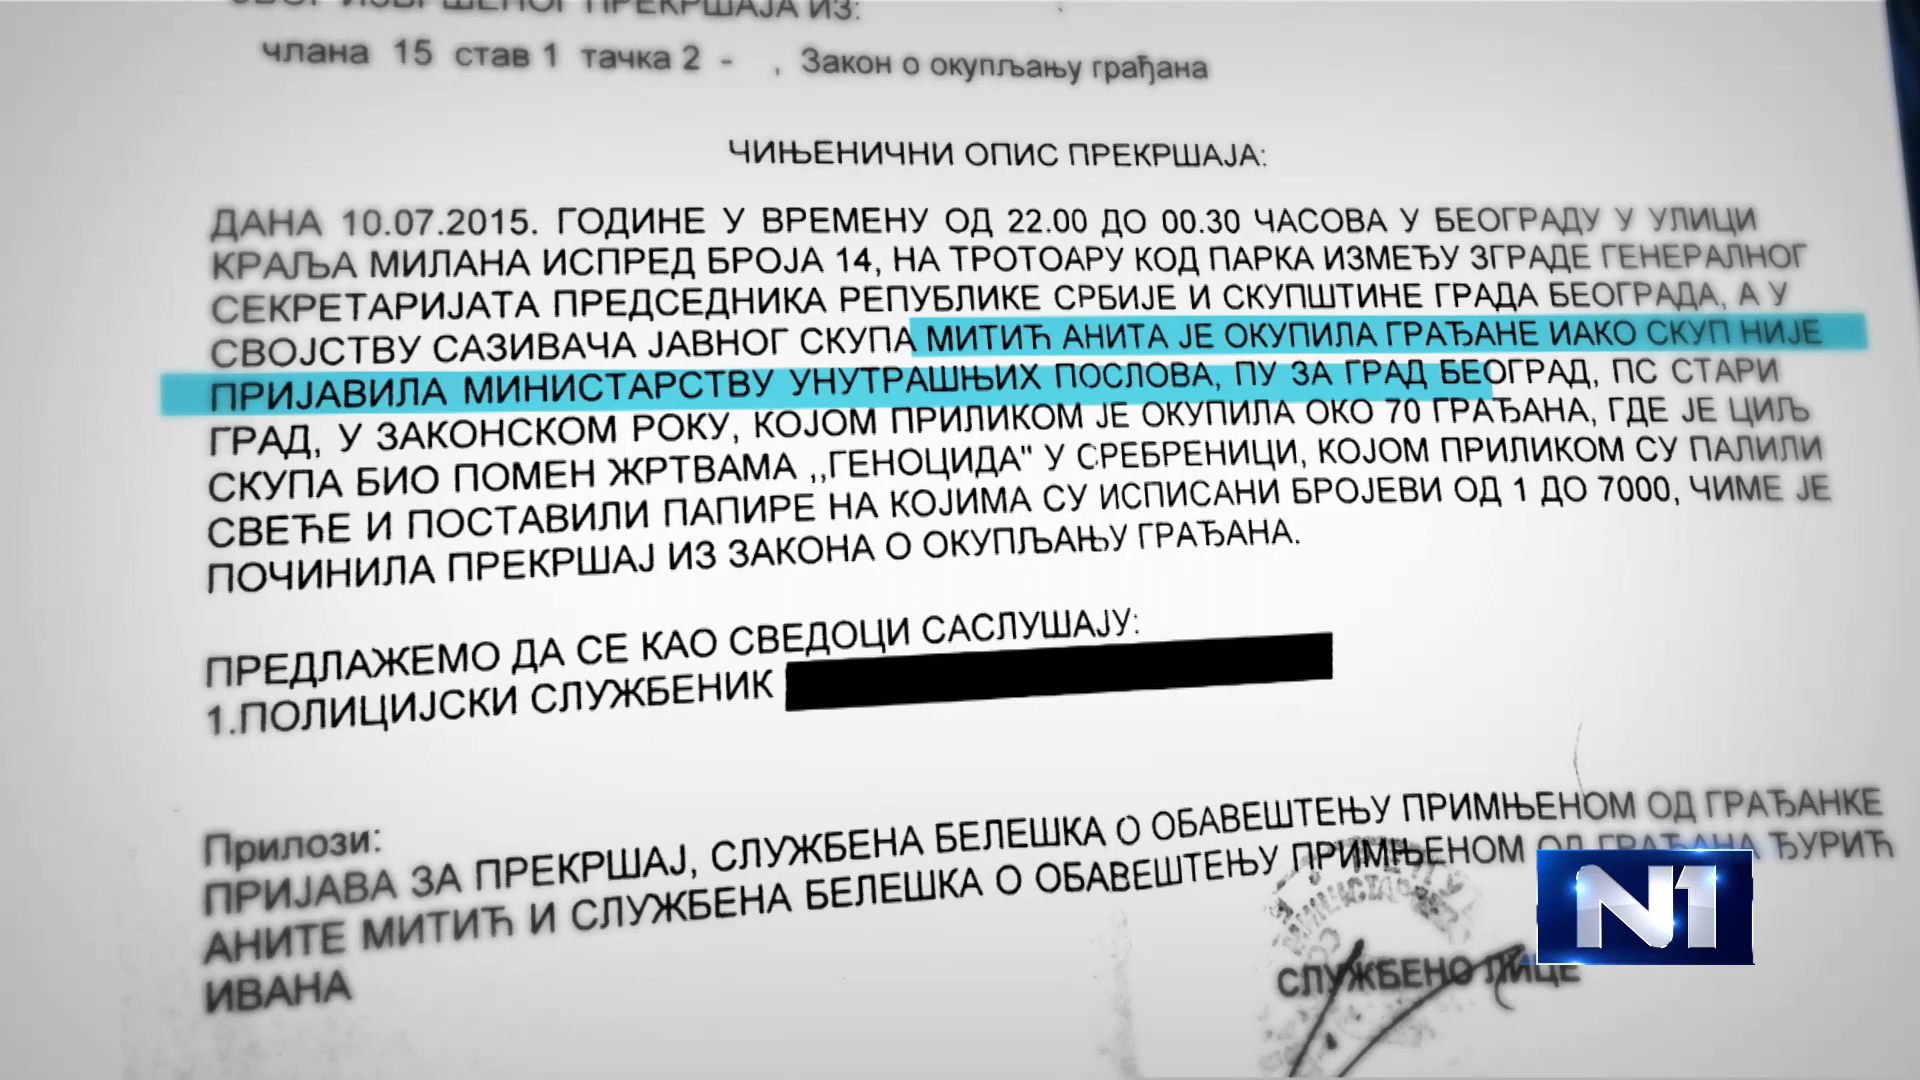 ИЗВРШЕНОГ ПРЕКРШАЈА ИЗ:
члана 15 став 1 тачка 2 - , Закон о окупљању грађана
ЧИЊЕНИЧНИ ОПИС ПРЕКРШАЈА:
ДАНА 10.07.2015. ГОДИНЕ У ВРЕМЕНУ ОД 22.00 ДО 00.30 ЧАСОВА У БЕОГРАДУ У УЛИЦИ
КРАЉА МИЛАНА ИСПРЕД БРОЈА 14, НА ТРОТОАРУ КОД ПАРКА ИЗМЕЂУ ЗГРАДЕ ГЕНЕРАЛНОГ
СЕКРЕТАРИЈАТА ПРЕДСЕДНИКА РЕПУБЛИКЕ СРБИЈЕ И СКУПШТИНЕ ГРАДА БЕОГРАДА, А У
СВОЈСТВУ САЗИВАЧА ЈАВНОГ СКУПА МИТИЋ АНИТА ЈЕ ОКУПИЛА ГРАЂАНЕ ИАКО СКУП НИЈЕ
ПРИЈАВИЛА МИНИСТАРСТВУ УНУТРАШЊИХ ПОСЛОВА, ПУ ЗА ГРАД БЕОГРАД, ПС СТАРИ
ГРАД, У ЗАКОНСКОМ РОКУ, КОЈОМ ПРИЛИКОМ ЈЕ ОКУПИЛА ОКО 70 ГРАЂАНА, ГДЕ ЈЕ ЦИЉ
СКУПА БИО ПОМЕН ЖРТВАМА ,,ГЕНОЦИДА" У СРЕБРЕНИЦИ, КОЈОМ ПРИЛИКОМ СУ ПАЛИЛИ
СВЕЋЕ И ПОСТАВИЛИ ПАПИРЕ НА КОЈИМА СУ ИСПИСАНИ БРОЈЕВИ ОД 1 ДО 7000, ЧИМЕ ЈЕ
ПОЧИНИЛА ПРЕКРШАЈ ИЗ ЗАКОНА О ОКУПЉАЊУ ГРАЂАНА.
ПРЕДЛАЖЕМО ДА СЕ КАО СВЕДОЦИ САСЛУШАЈУ:
1.ПОЛИЦИЈСКИ СЛУЖБЕНИК
Прилози:
ПРИЈАВА ЗА ПРЕКРШАЈ, СЛУЖБЕНА БЕЛЕШКА О ОБАВЕШТЕЊУ ПРИМЊЕНОМ ОД ГРАЂАНКЕ
АНИТЕ МИТИЋ И СЛУЖБЕНА БЕЛЕШКА О ОБАВЕШТЕЊУ ПРИМЊЕНОМ ОД ГРАЂАНА ЂУРИЋ
ИВАНА
СЛУЖБЕНО ЛИЦЕ
N1